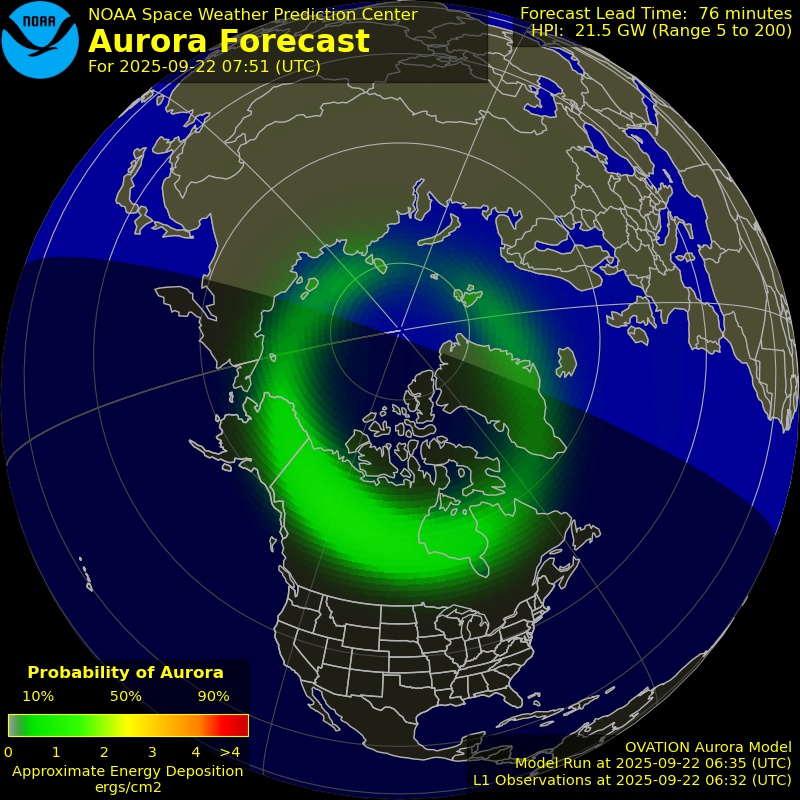 NOAA
NOAA Space Weather Prediction Center
Aurora Forecast
For 2025-09-22 07:51 (UTC)
Forecast Lead Time: 76 minutes
HPI: 21.5 GW (Range 5 to 200)
Probability of Aurora
10% 50% 90%
0 1 2 3 4 >4
Approximate Energy Deposition
ergs/cm2
OVATION Aurora Model
Model Run at 2025-09-22 06:35 (UTC)
L1 Observations at 2025-09-22 06:32 (UTC)